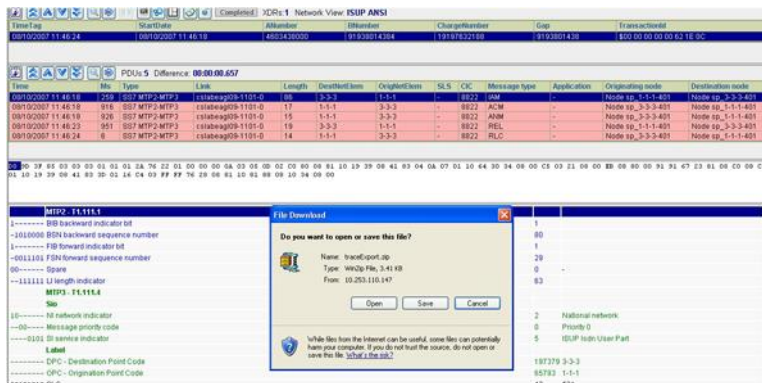 Completed XDRs: 1 Network View: ISUP ANSI
TimeTag StartDate ANumber BNumber ChargeNumber Gap TransactionId
08/10/2007 11:46:24 08/10/2007 11:46:18 4603438000 91938014384 19197632188 9193801438 $00 00 00 00 00 62 1E 0C
PDUs: 5 Difference: 00:00:00.657
Time Ms Type Link Length DestNetElem OrigNetElem SLS CIC Message type Application Originating node Destination node
08/10/2007 11:46:18 259 SS7 MTP2-MTP3 cslabeagl09-1101-0 86 3-3-3 1-1-1 - 8822 IAM - Node sp_1-1-1-401 Node sp_3-3-3-401
08/10/2007 11:46:18 816 SS7 MTP2-MTP3 cslabeagl09-1101-0 17 1-1-1 3-3-3 - 8822 ACM - Node sp_3-3-3-401 Node sp_1-1-1-401
08/10/2007 11:46:18 926 SS7 MTP2-MTP3 cslabeagl09-1101-0 15 1-1-1 3-3-3 - 8822 ANM - Node sp_3-3-3-401 Node sp_1-1-1-401
08/10/2007 11:46:23 951 SS7 MTP2-MTP3 cslabeagl09-1101-0 19 3-3-3 1-1-1 - 8822 REL - Node sp_1-1-1-401 Node sp_3-3-3-401
08/10/2007 11:46:24 6 SS7 MTP2-MTP3 cslabeagl09-1101-0 14 1-1-1 3-3-3 - 8822 RLC - Node sp_3-3-3-401 Node sp_1-1-1-401
MTP2 - T1.111.1
1------- BIB backward indicator bit 1
-1010000 BSN backward sequence number 80
1------- FIB forward indicator bit 1
-0011101 FSN forward sequence number 29
00------ Spare 0 -
--111111 LI length indicator 63
MTP3 - T1.111.4
Sio
10------ NI network indicator 2 National network
--00---- Message priority code 0 Priority 0
----0101 SI service indicator 5 ISUP Isdn User Part
Label
-------- DPC - Destination Point Code 197379 3-3-3
-------- OPC - Origination Point Code 65793 1-1-1
File Download
Do you want to open or save this file?
Name: traceExport.zip
Type: WinZip File, 3.41 KB
From: 10.253.110.147
Open Save Cancel
While files from the Internet can be useful, some files can potentially
harm your computer. If you do not trust the source, do not open or
save this file. What's the risk?